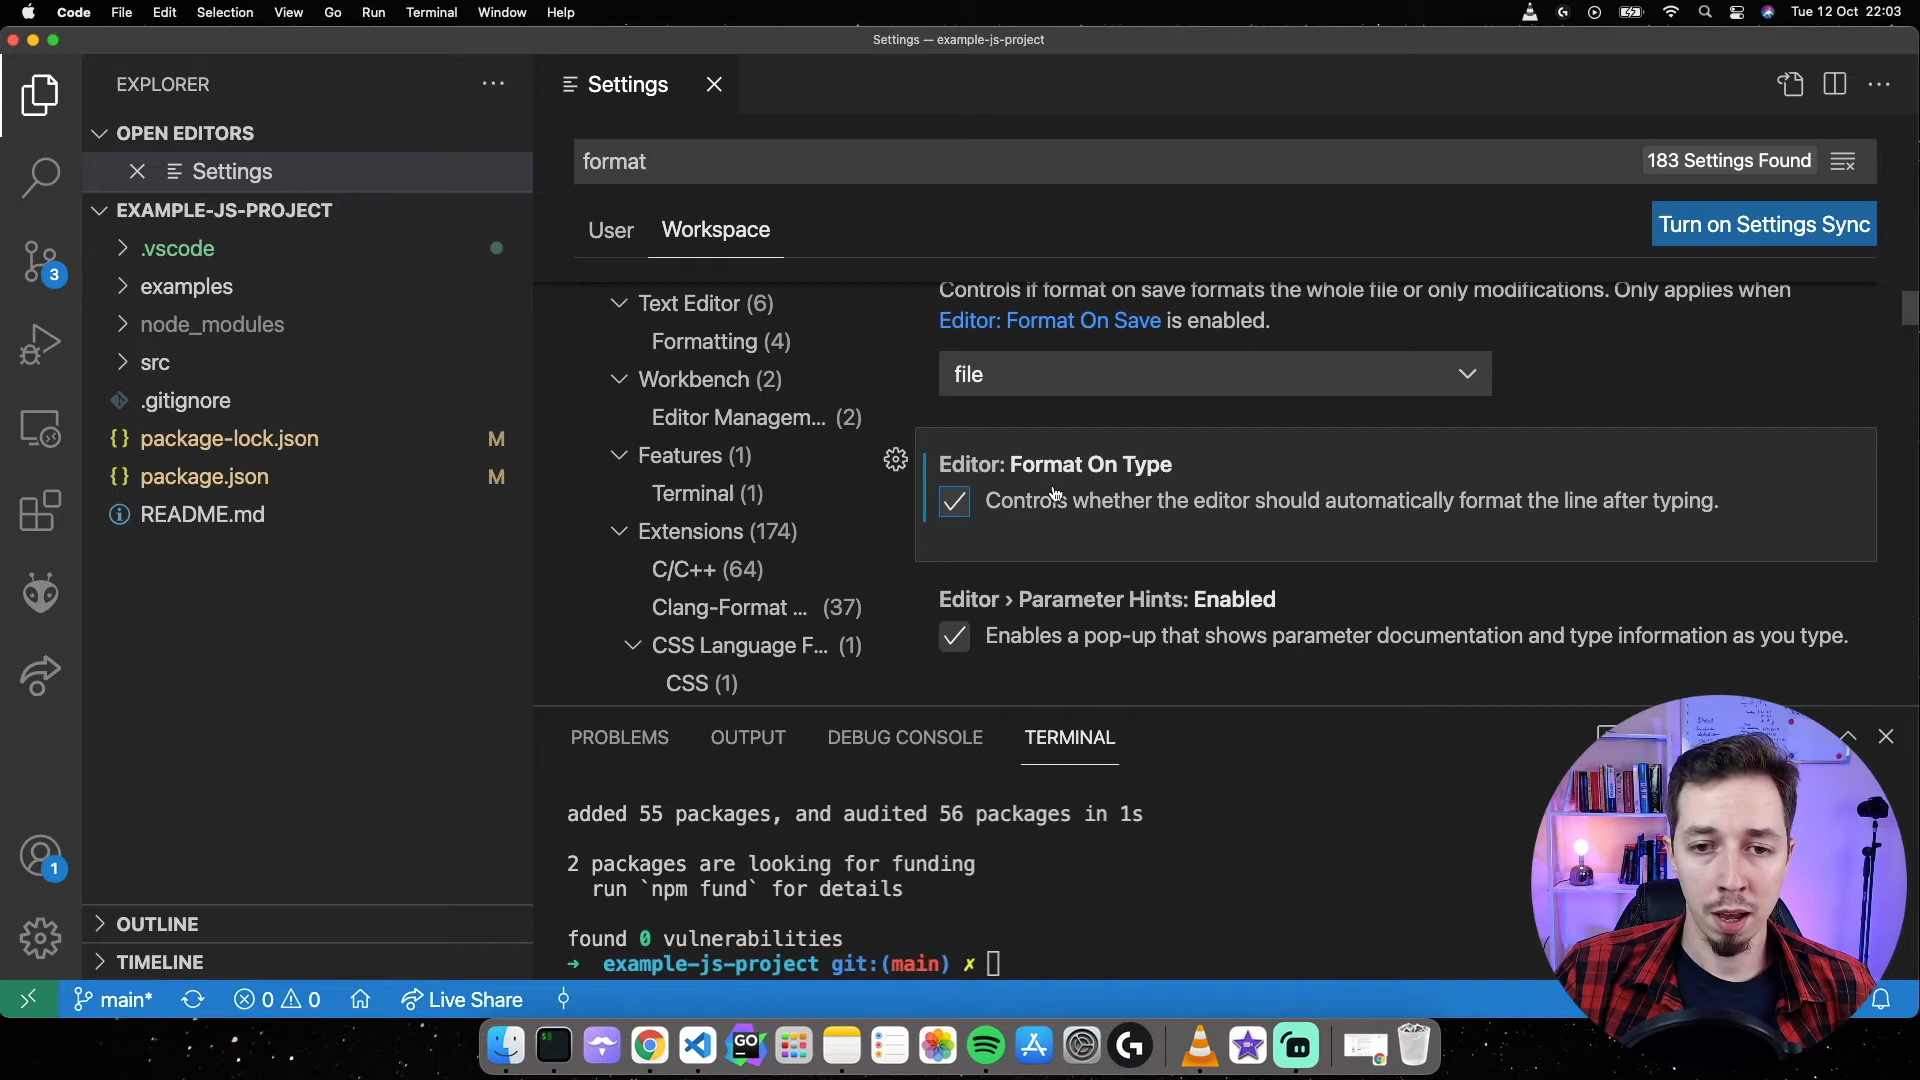 Code File Edit Selection View Go Run Terminal Window Help
Tue 12 Oct 22:03
Settings — example-js-project
EXPLORER
Settings
OPEN EDITORS
Settings
format
183 Settings Found
EXAMPLE-JS-PROJECT
User
Workspace
Turn on Settings Sync
.vscode
examples
node_modules
src
.gitignore
package-lock.json M
package.json M
README.md
Text Editor (6)
Formatting (4)
Workbench (2)
Editor Managem... (2)
Features (1)
Terminal (1)
Extensions (174)
C/C++ (64)
Clang-Format ... (37)
CSS Language F... (1)
CSS (1)
Controls if format on save formats the whole file or only modifications. Only applies when
Editor: Format On Save is enabled.
file
Editor: Format On Type
Controls whether the editor should automatically format the line after typing.
Editor › Parameter Hints: Enabled
Enables a pop-up that shows parameter documentation and type information as you type.
PROBLEMS OUTPUT DEBUG CONSOLE TERMINAL
added 55 packages, and audited 56 packages in 1s
2 packages are looking for funding
run `npm fund` for details
found 0 vulnerabilities
➜ example-js-project git:(main) ✗
OUTLINE
TIMELINE
3
1
main*
0
0
Live Share
GO